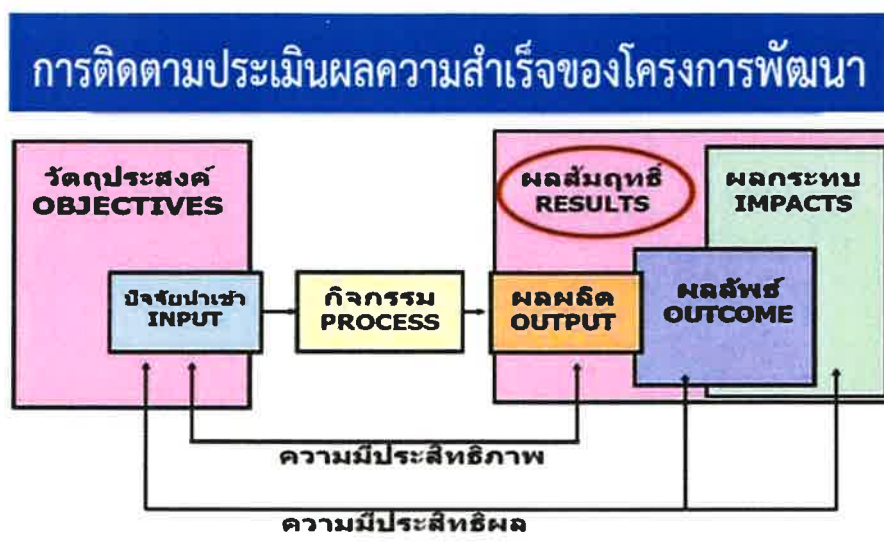 การติดตามประเมินผลความสำเร็จของโครงการพัฒนา
วัตถุประสงค์
OBJECTIVES
ปัจจัยนำเข้า
INPUT
กิจกรรม
PROCESS
ผลสัมฤทธิ์
RESULTS
ผลกระทบ
IMPACTS
ผลผลิต
OUTPUT
ผลลัพธ์
OUTCOME
ความมีประสิทธิภาพ
ความมีประสิทธิผล